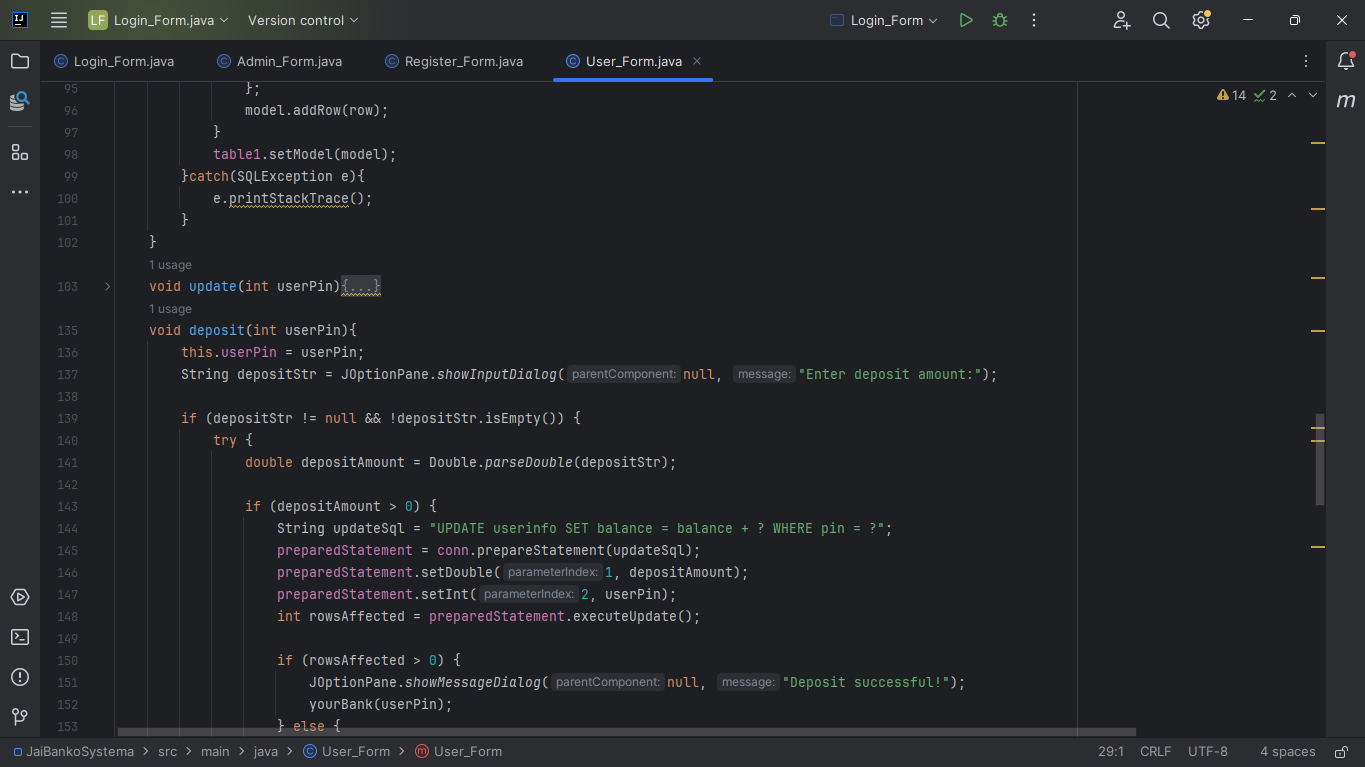 LF Login_Form.java Version control Login_Form
Login_Form.java Admin_Form.java Register_Form.java User_Form.java
14 2
95 };
96 model.addRow(row);
97 }
98 table1.setModel(model);
99 }catch(SQLException e){
100 e.printStackTrace();
101 }
102 }
1 usage
103 void update(int userPin){...}
1 usage
135 void deposit(int userPin){
136 this.userPin = userPin;
137 String depositStr = JOptionPane.showInputDialog( parentComponent: null, message: "Enter deposit amount:");
138
139 if (depositStr != null && !depositStr.isEmpty()) {
140 try {
141 double depositAmount = Double.parseDouble(depositStr);
142
143 if (depositAmount > 0) {
144 String updateSql = "UPDATE userinfo SET balance = balance + ? WHERE pin = ?";
145 preparedStatement = conn.prepareStatement(updateSql);
146 preparedStatement.setDouble( parameterIndex: 1, depositAmount);
147 preparedStatement.setInt( parameterIndex: 2, userPin);
148 int rowsAffected = preparedStatement.executeUpdate();
149
150 if (rowsAffected > 0) {
151 JOptionPane.showMessageDialog( parentComponent: null, message: "Deposit successful!");
152 yourBank(userPin);
153 } else {
JaiBankoSystema > src > main > java > User_Form > User_Form 29:1 CRLF UTF-8 4 spaces